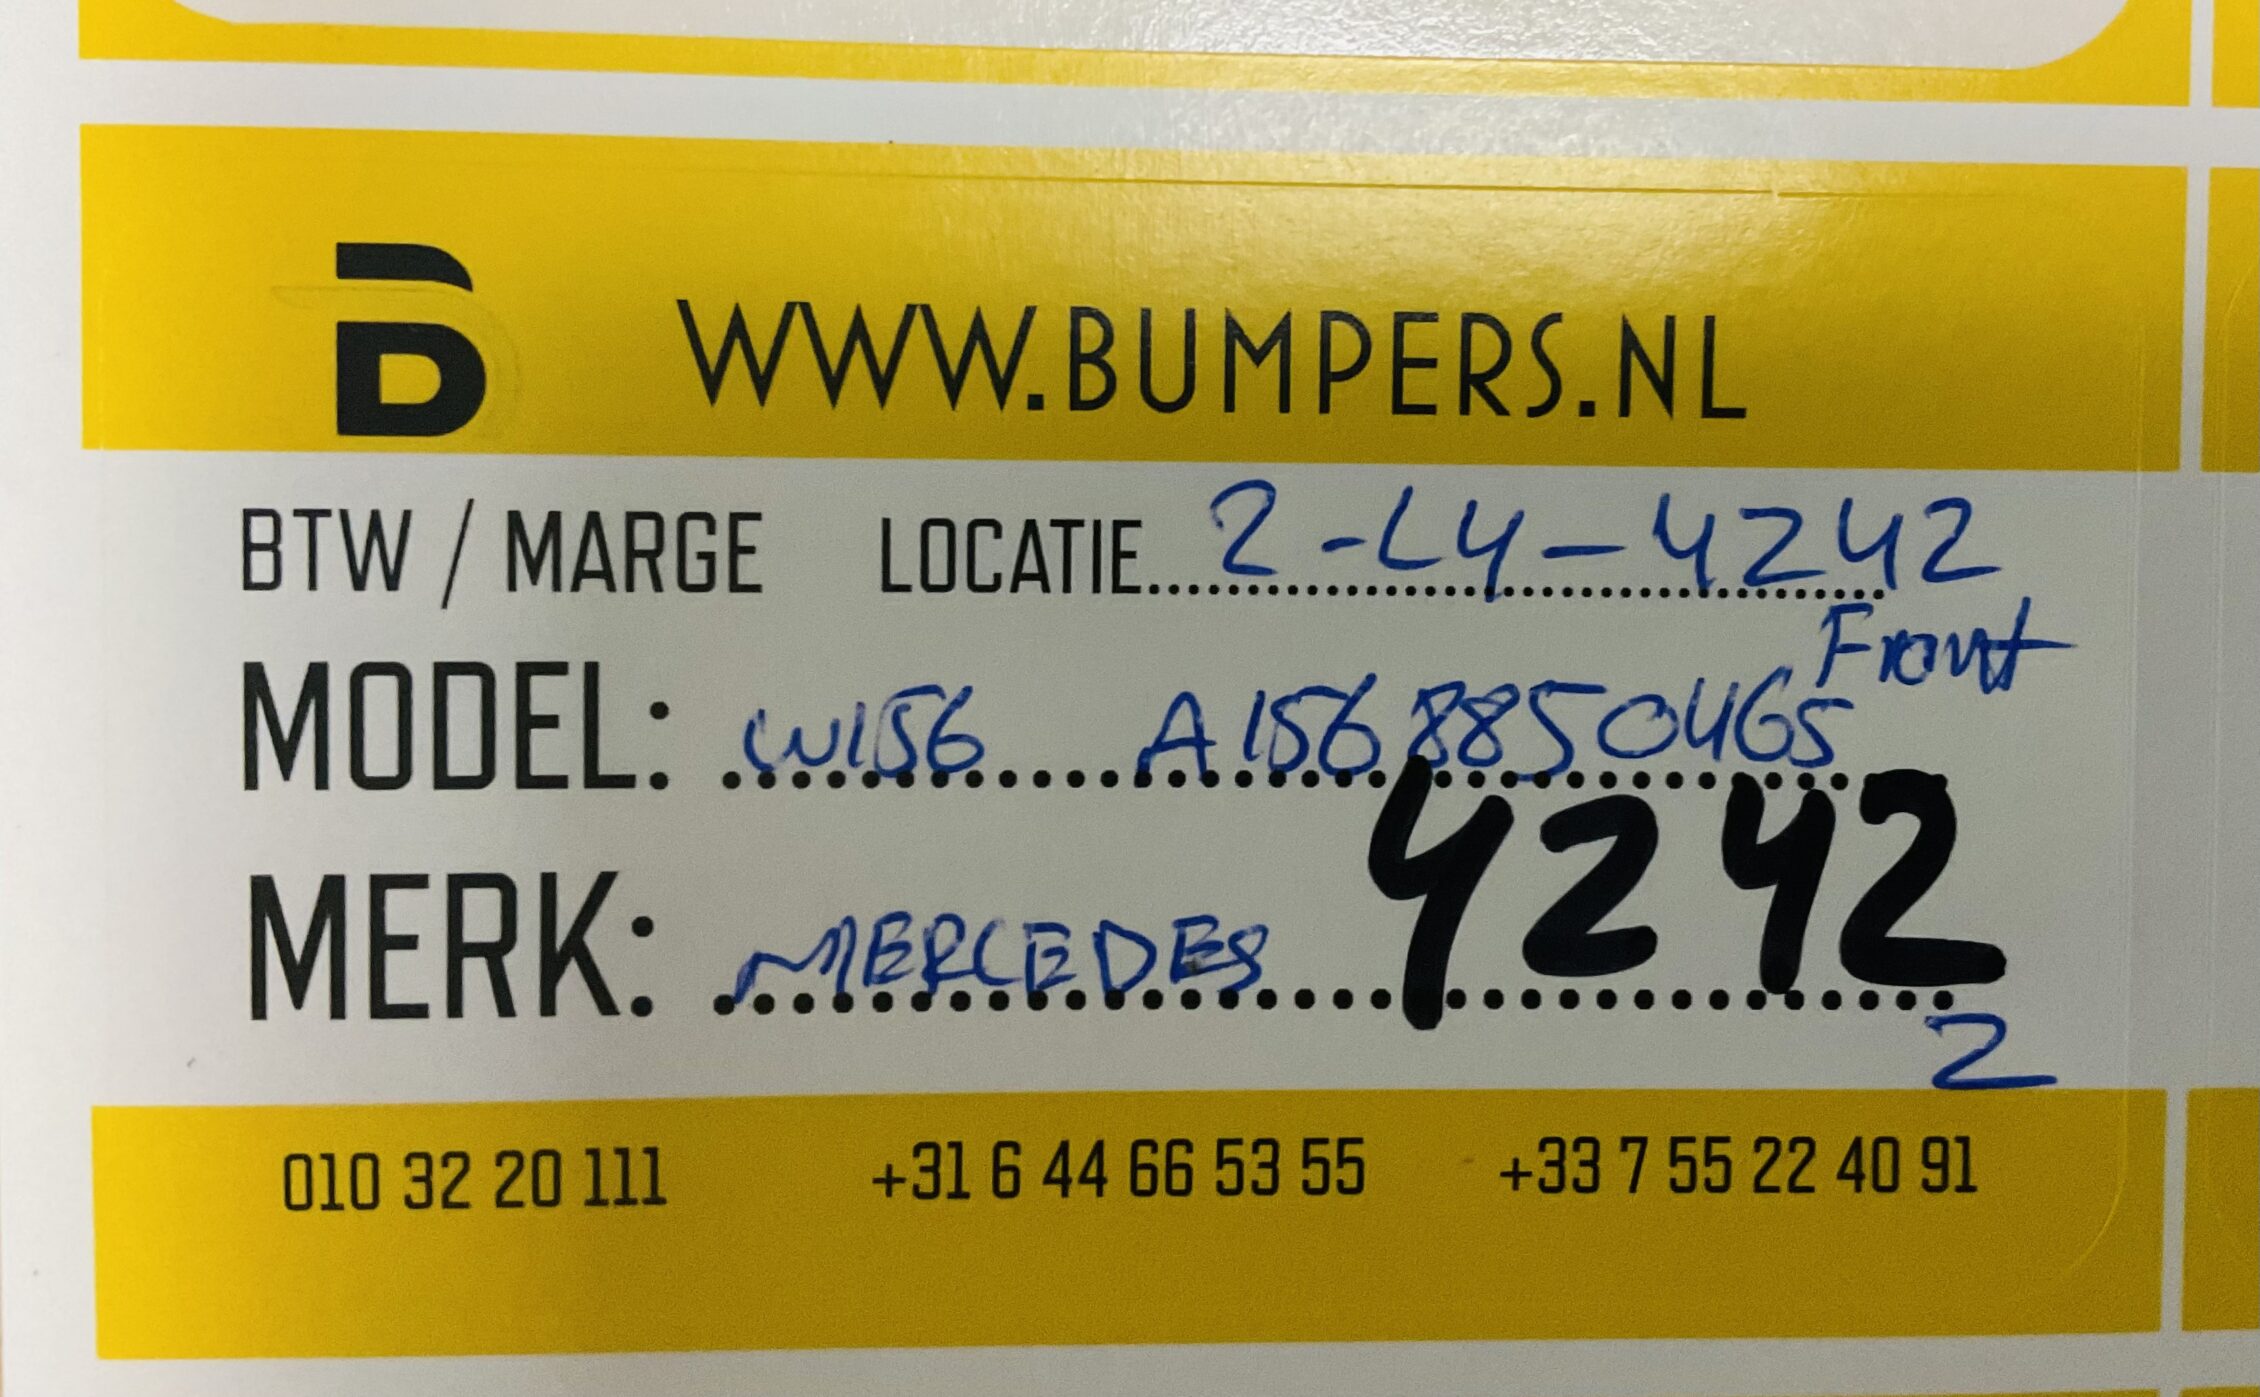 B WWW.BUMPERS.NL
BTW / MARGE LOCATIE 2-L4-4242
Front
MODEL: W156 A1568850465
4242
MERK: MERCEDES
2
010 32 20 111 +31 6 44 66 53 55 +33 7 55 22 40 91